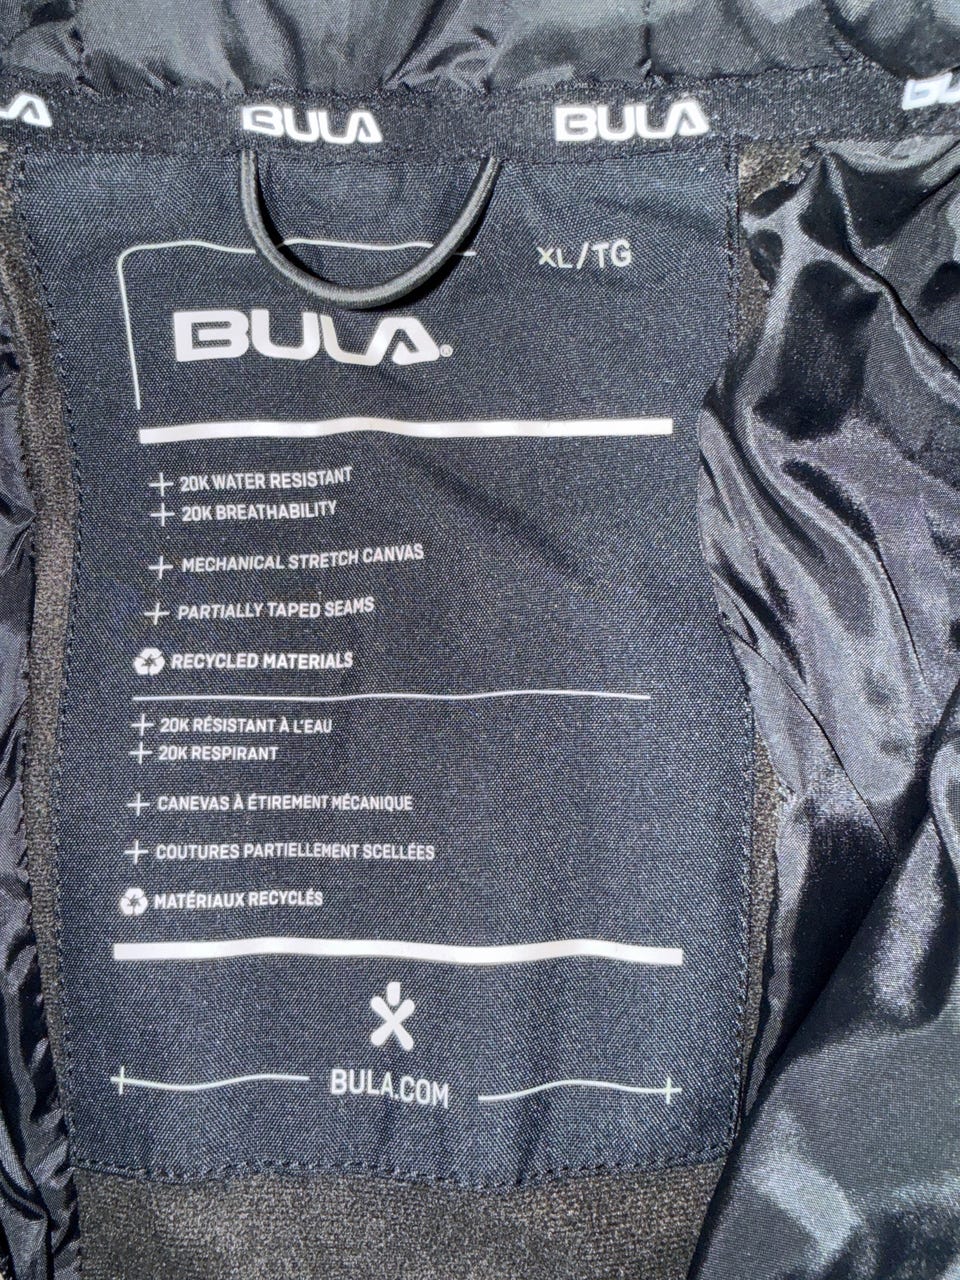 BULA BULA
XL/TG
BULA®
20K WATER RESISTANT
20K BREATHABILITY
MECHANICAL STRETCH CANVAS
PARTIALLY TAPED SEAMS
RECYCLED MATERIALS
20K RÉSISTANT À L'EAU
20K RESPIRANT
CANEVAS À ÉTIREMENT MÉCANIQUE
COUTURES PARTIELLEMENT SCELLÉES
MATÉRIAUX RECYCLÉS
BULA.COM